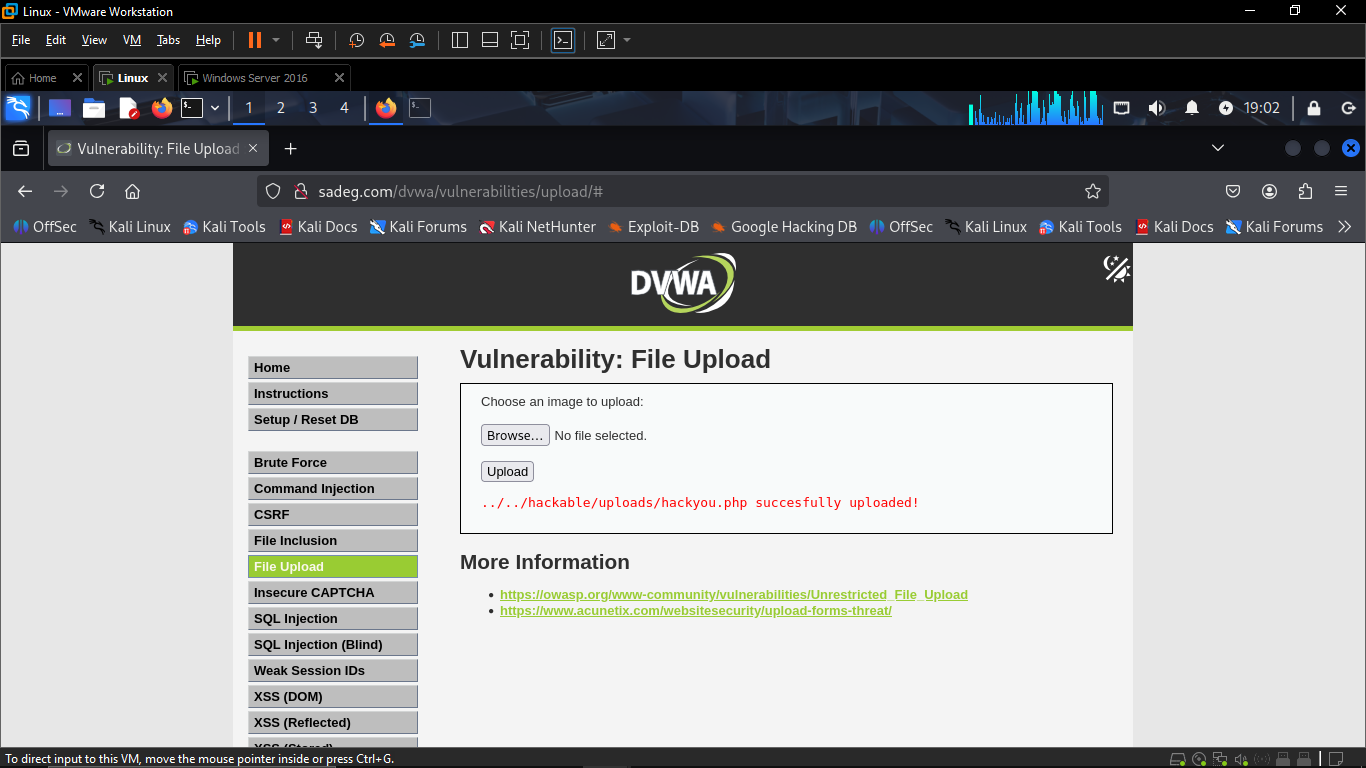 Linux - VMware Workstation
File Edit View VM Tabs Help
Home Linux Windows Server 2016
1 2 3 4 19:02
Vulnerability: File Upload
sadeg.com/dvwa/vulnerabilities/upload/#
OffSec Kali Linux Kali Tools Kali Docs Kali Forums Kali NetHunter Exploit-DB Google Hacking DB OffSec Kali Linux Kali Tools Kali Docs Kali Forums
DVWA
Vulnerability: File Upload
Choose an image to upload:
Browse... No file selected.
Upload
../../hackable/uploads/hackyou.php succesfully uploaded!
More Information
https://owasp.org/www-community/vulnerabilities/Unrestricted_File_Upload
https://www.acunetix.com/websitesecurity/upload-forms-threat/
Home
Instructions
Setup / Reset DB
Brute Force
Command Injection
CSRF
File Inclusion
File Upload
Insecure CAPTCHA
SQL Injection
SQL Injection (Blind)
Weak Session IDs
XSS (DOM)
XSS (Reflected)
XSS (Stored)
To direct input to this VM, move the mouse pointer inside or press Ctrl+G.